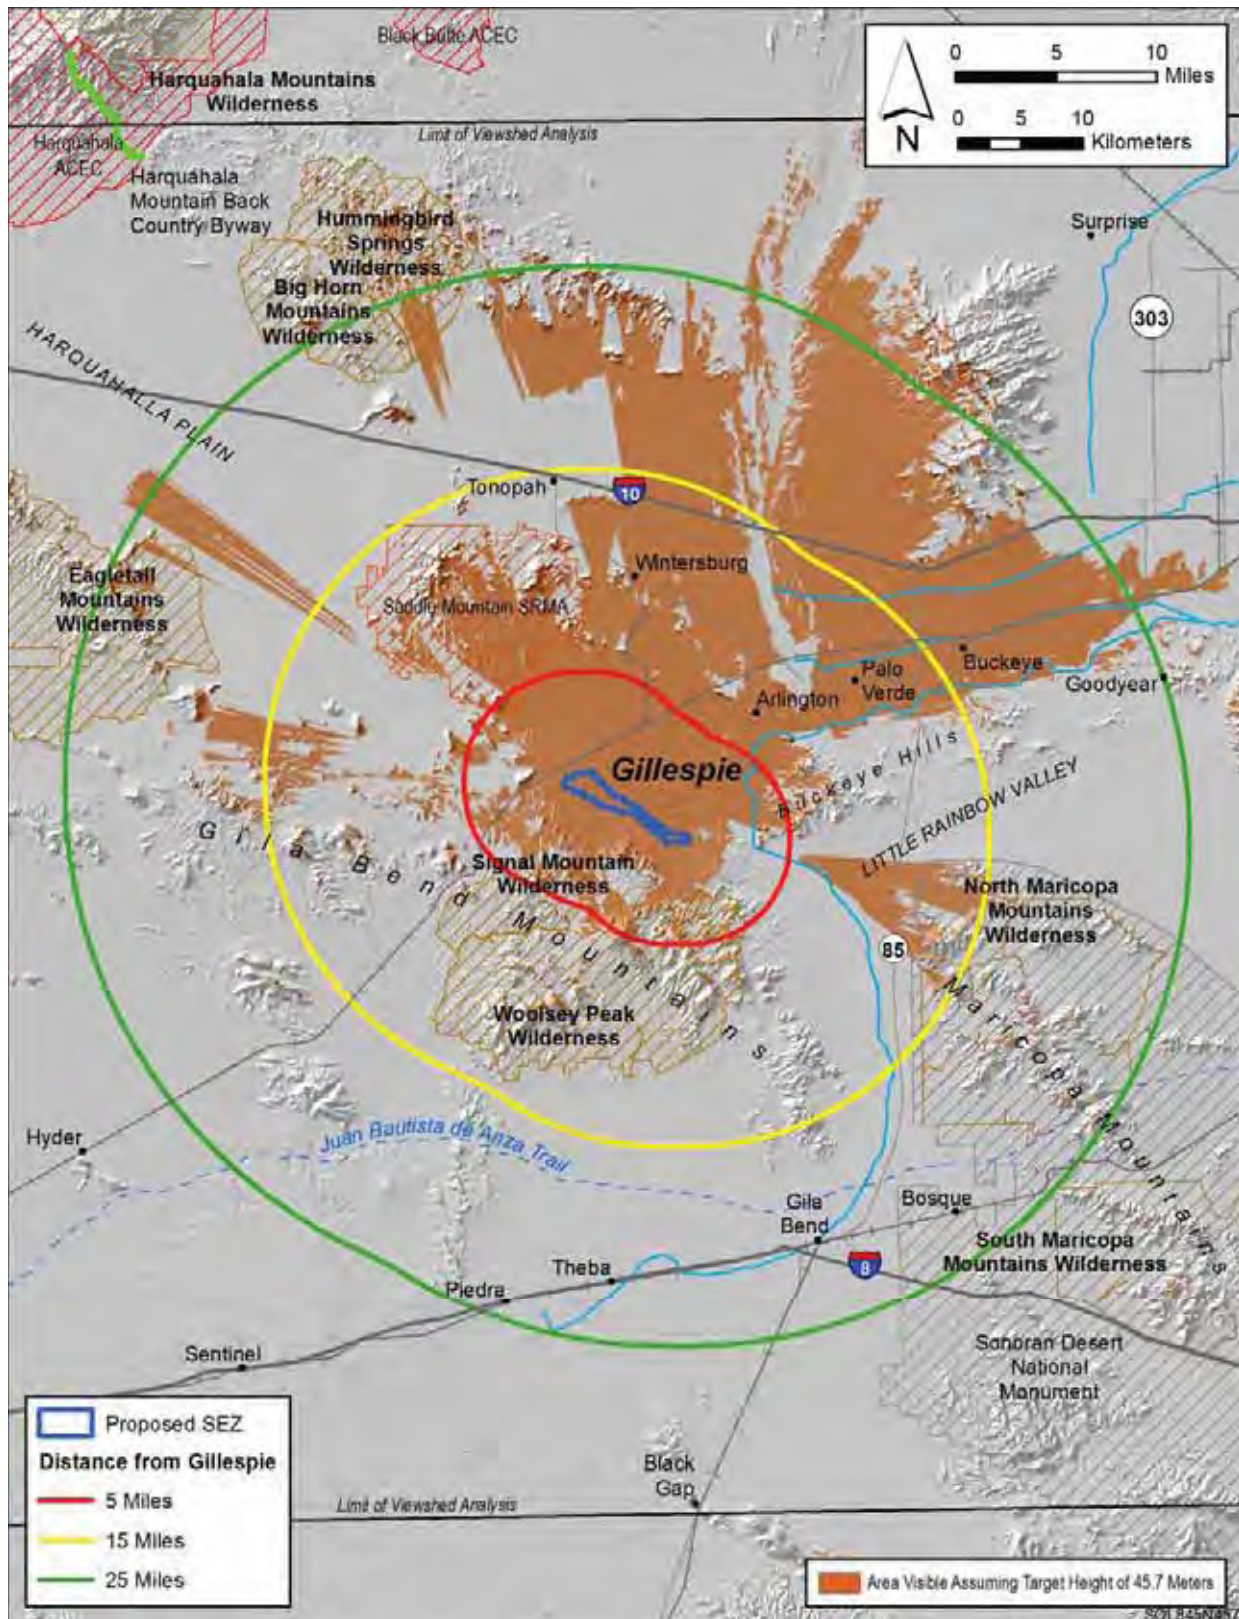 Black Butte ACEC
0 5 10
Miles
0 5 10
Kilometers
N
Harquahala Mountains
Wilderness
Limit of Viewshed Analysis
Harquahala
ACEC
Harquahala
Mountain Back
Country Byway
Hummingbird
Springs
Wilderness
Surprise
Big Horn
Mountains
Wilderness
303
HARQUAHALLA PLAIN
Tonopah
10
Wintersburg
Eagletail
Mountains
Wilderness
Saddle Mountain SRMA
Buckeye
Palo
Verde
Goodyear
Arlington
Gillespie
Buckeye Hills
LITTLE RAINBOW VALLEY
Gila Bend Mountains
Signal Mountain
Wilderness
North Maricopa
Mountains
Wilderness
85
Maricopa Mountains
Woolsey Peak
Wilderness
Hyder
Juan Bautista de Anza Trail
Gila
Bend
Bosque
South Maricopa
Mountains Wilderness
Theba
8
Piedra
Sentinel
Sonoran Desert
National
Monument
Proposed SEZ
Distance from Gillespie
5 Miles
15 Miles
25 Miles
Black
Gap
Limit of Viewshed Analysis
Area Visible Assuming Target Height of 45.7 Meters